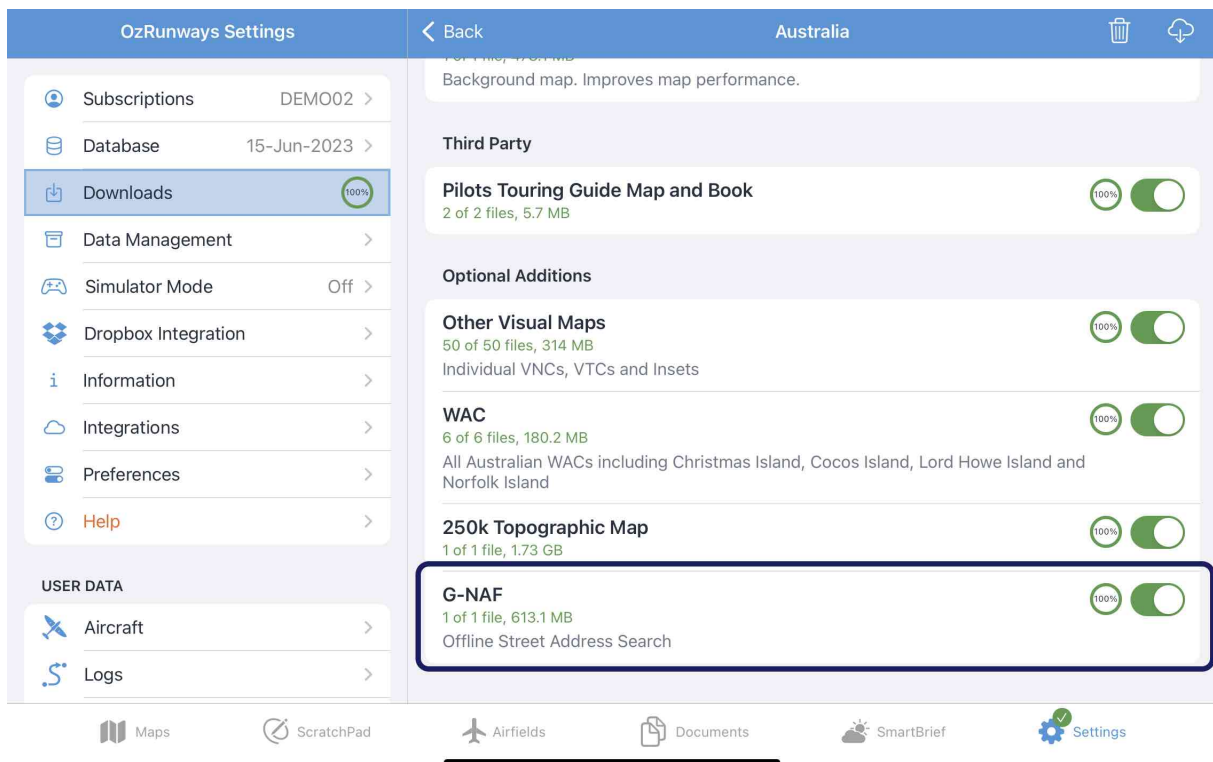 OzRunways Settings
Back
Australia
Subscriptions DEMO02
Database 15-Jun-2023
Downloads 100%
Data Management
Simulator Mode Off
Dropbox Integration
Information
Integrations
Preferences
Help
USER DATA
Aircraft
Logs
Background map. Improves map performance.
Third Party
Pilots Touring Guide Map and Book
100%
2 of 2 files, 5.7 MB
Optional Additions
Other Visual Maps
100%
50 of 50 files, 314 MB
Individual VNCs, VTCs and Insets
WAC
100%
6 of 6 files, 180.2 MB
All Australian WACs including Christmas Island, Cocos Island, Lord Howe Island and
Norfolk Island
250k Topographic Map
100%
1 of 1 file, 1.73 GB
G-NAF
100%
1 of 1 file, 613.1 MB
Offline Street Address Search
Maps
ScratchPad
Airfields
Documents
SmartBrief
Settings